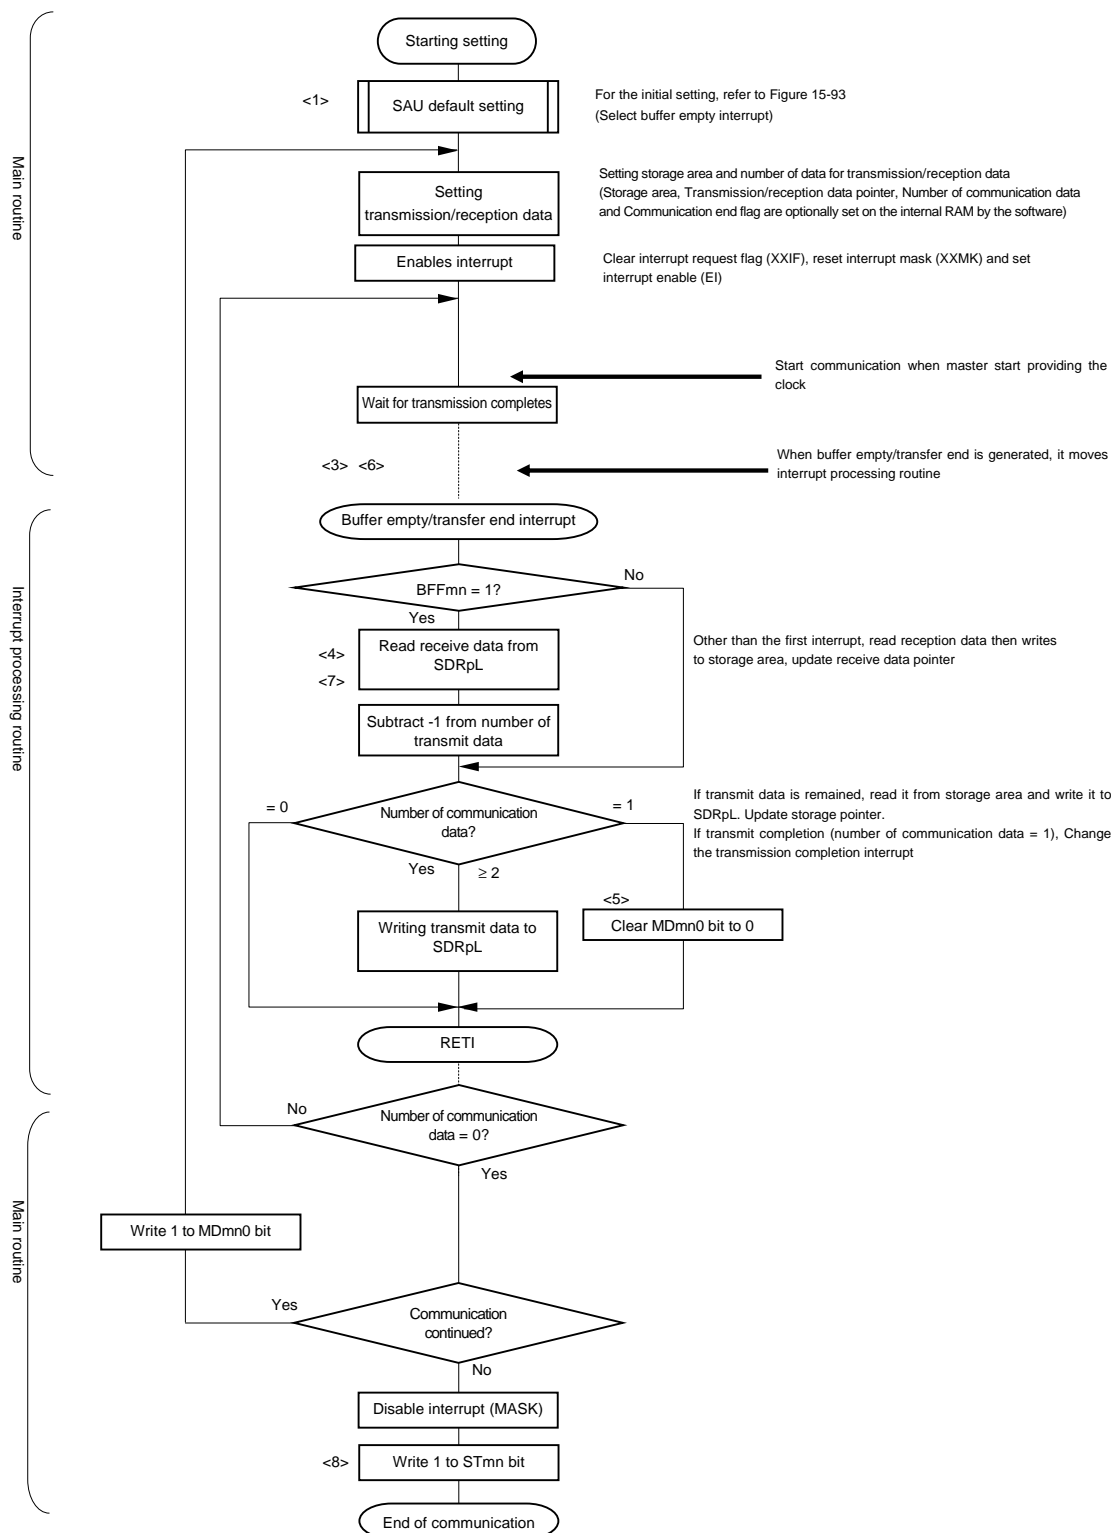 Starting setting
<1>
SAU default setting
For the initial setting, refer to Figure 15-93
(Select buffer empty interrupt)
Main routine
Setting
transmission/reception data
Setting storage area and number of data for transmission/reception data
(Storage area, Transmission/reception data pointer, Number of communication data
and Communication end flag are optionally set on the internal RAM by the software)
Enables interrupt
Clear interrupt request flag (XXIF), reset interrupt mask (XXMK) and set
interrupt enable (EI)
Start communication when master start providing the
clock
Wait for transmission completes
<3> <6>
When buffer empty/transfer end is generated, it moves
interrupt processing routine
Buffer empty/transfer end interrupt
Interrupt processing routine
BFFmn = 1?
No
Yes
<4>
<7>
Read receive data from
SDRpL
Other than the first interrupt, read reception data then writes
to storage area, update receive data pointer
Subtract -1 from number of
transmit data
= 0
Number of communication
data?
= 1
If transmit data is remained, read it from storage area and write it to
SDRpL. Update storage pointer.
If transmit completion (number of communication data = 1), Change
the transmission completion interrupt
Yes
≥ 2
<5>
Writing transmit data to
SDRpL
Clear MDmn0 bit to 0
RETI
No
Number of communication
data = 0?
Yes
Main routine
Write 1 to MDmn0 bit
Yes
Communication
continued?
No
Disable interrupt (MASK)
<8>
Write 1 to STmn bit
End of communication